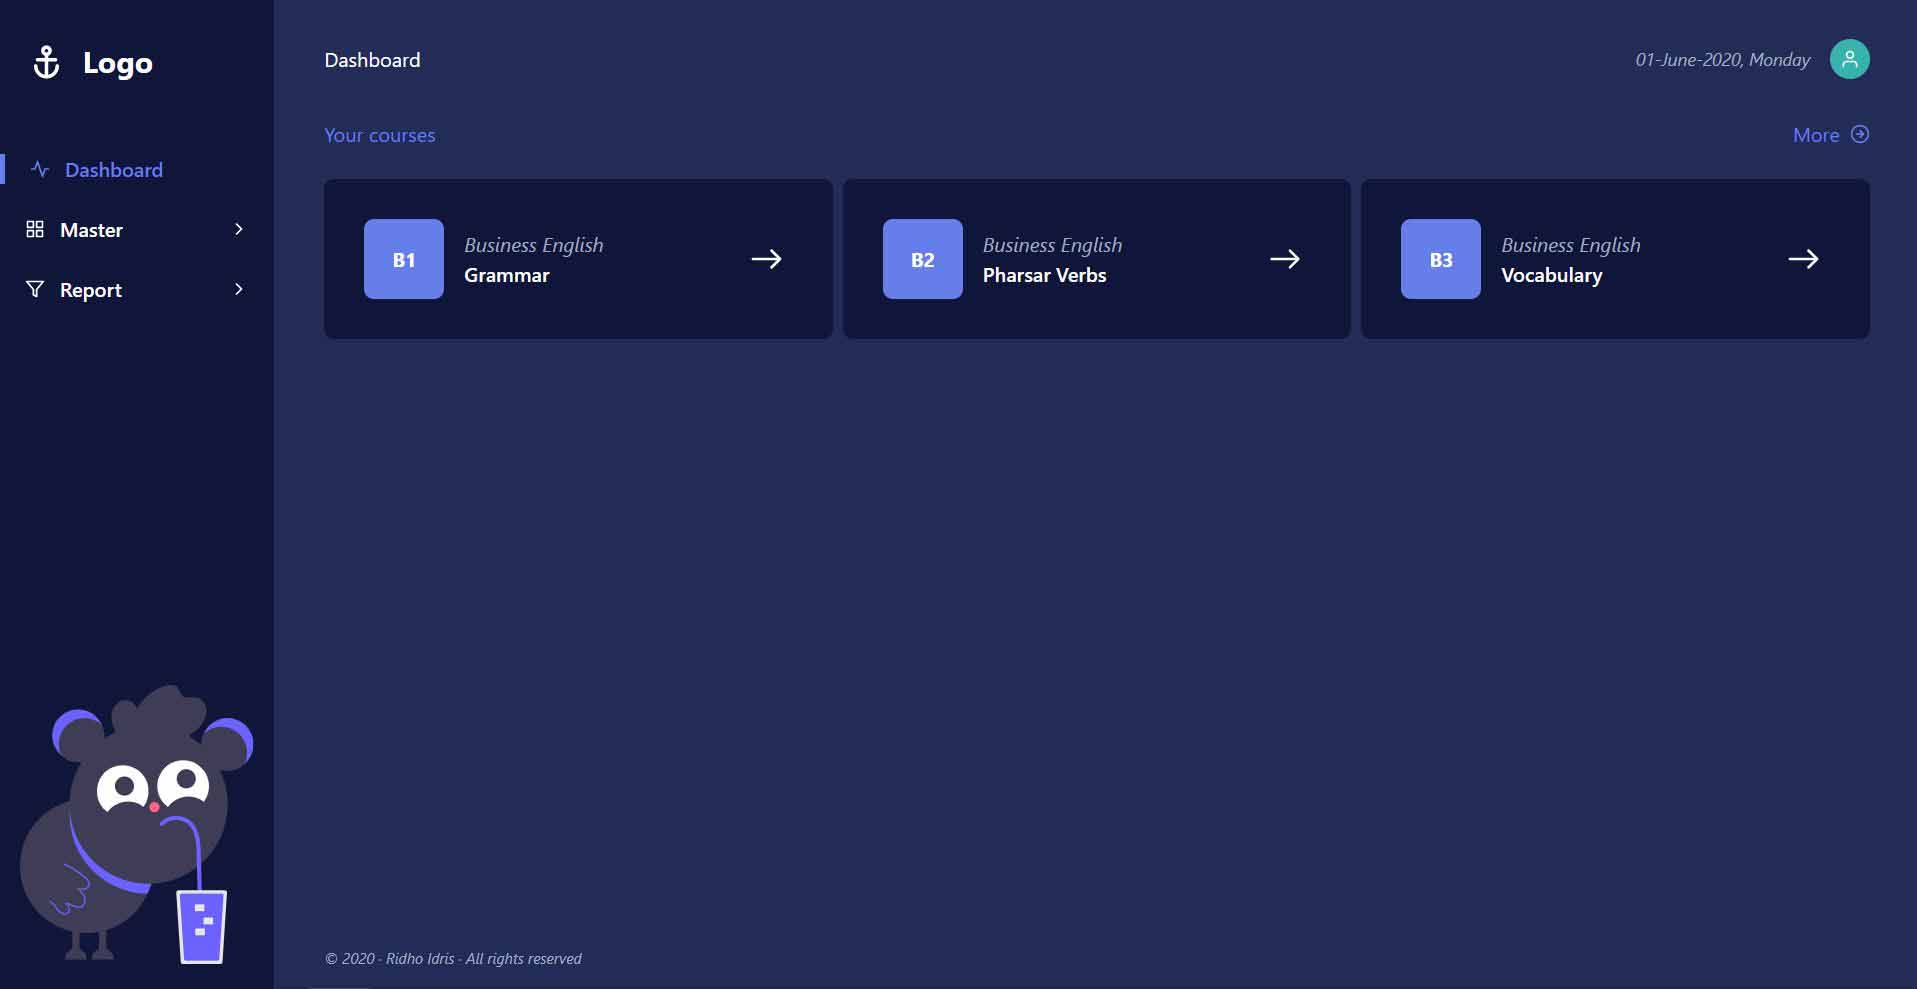 Logo
Dashboard
Master
Report
Dashboard
01-June-2020, Monday
Your courses
More
B1
Business English
Grammar
B2
Business English
Pharsar Verbs
B3
Business English
Vocabulary
© 2020 · Ridho Idris · All rights reserved